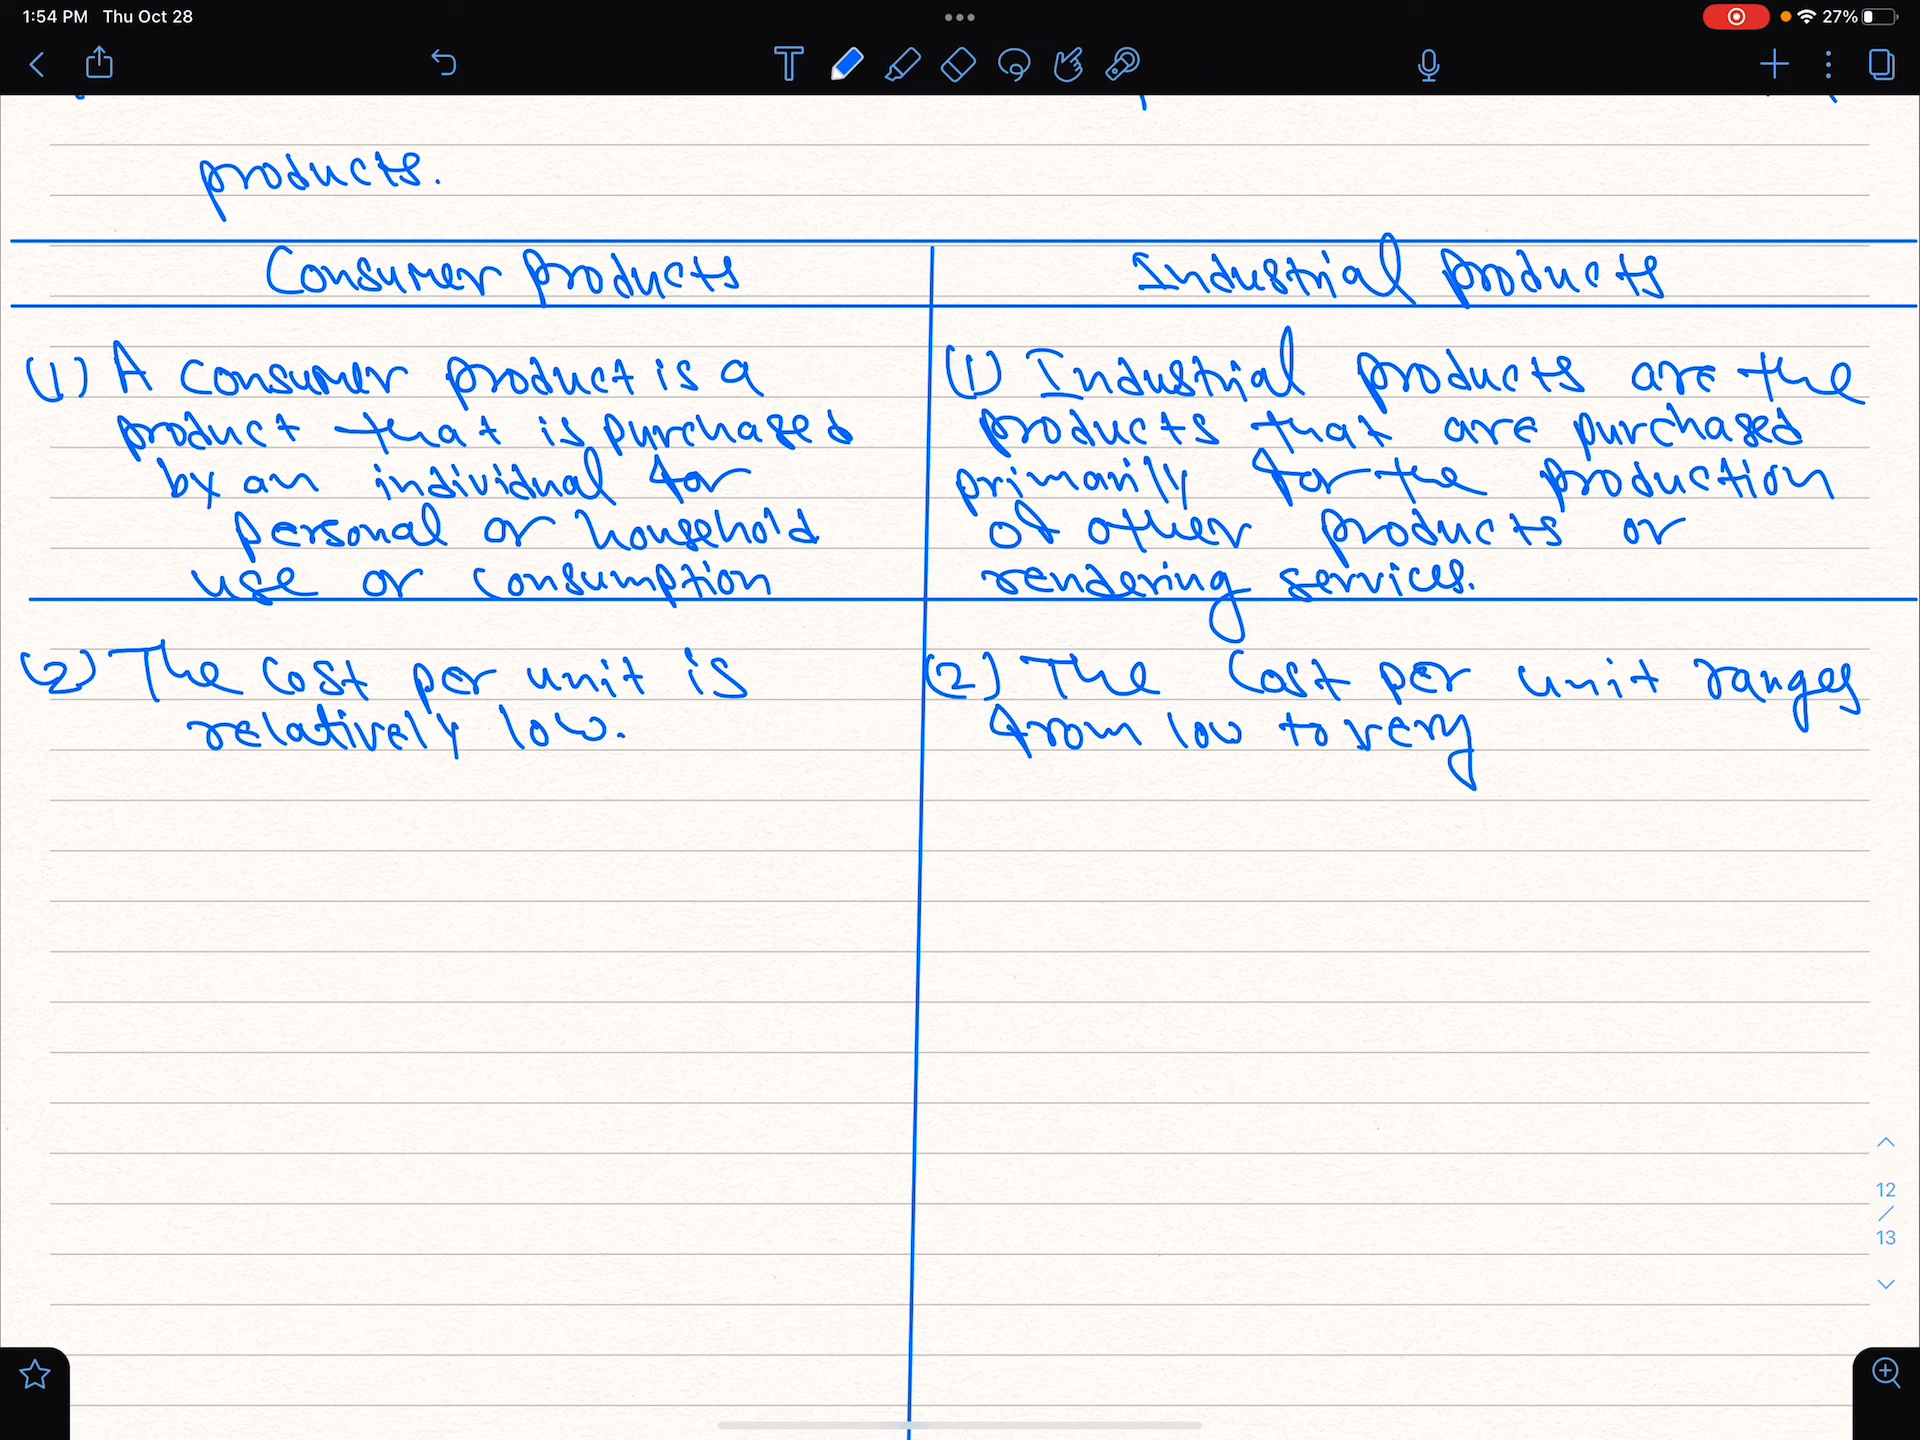 1:54 PM Thu Oct 28
27%
products.
Consumer products
Industrial products
(1) A consumer product is a
product that is purchased
by an individual for
personal or household
use or consumption
(1) Industrial products are the
products that are purchased
primarily for the production
of other products or
rendering services.
(2) The cost per unit is
relatively low.
(2) The cost per unit ranges
from low to very
12
/
13